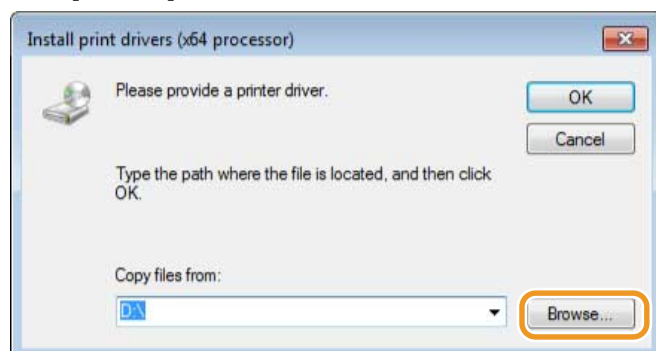 Install print drivers (x64 processor)
Please provide a printer driver.
OK
Cancel
Type the path where the file is located, and then click
OK.
Copy files from:
D:\
Browse...